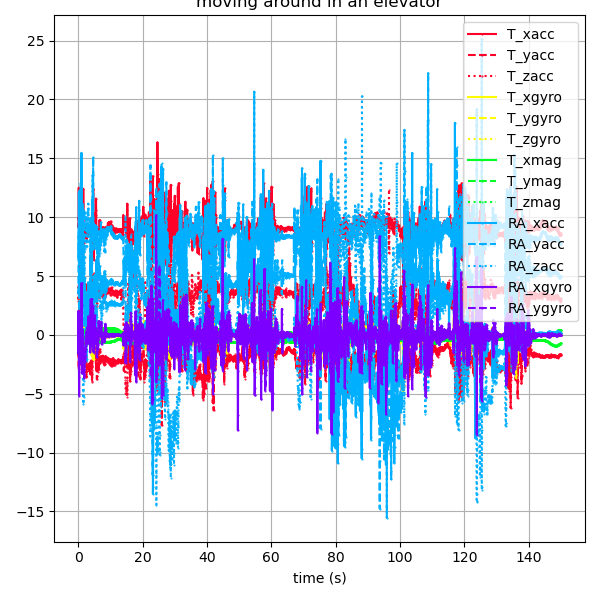 moving around in an elevator
25
20
15
10
5
0
−5
−10
−15
0
20
40
60
80
100
120
140
time (s)
T_xacc
T_yacc
T_zacc
T_xgyro
T_ygyro
T_zgyro
T_xmag
T_ymag
T_zmag
RA_xacc
RA_yacc
RA_zacc
RA_xgyro
RA_ygyro